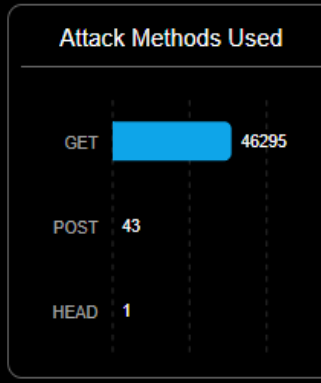 Attack Methods Used
GET 46295
POST 43
HEAD 1